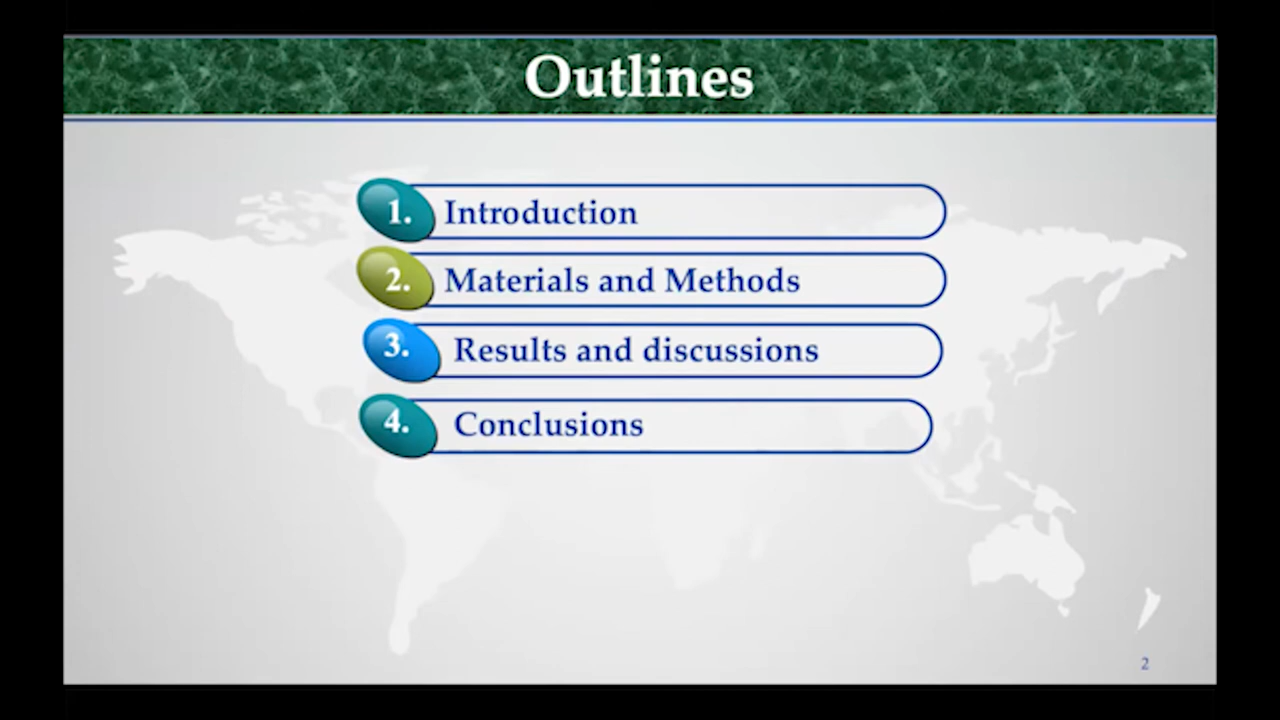 Outlines
1. Introduction
2. Materials and Methods
3. Results and discussions
4. Conclusions
2